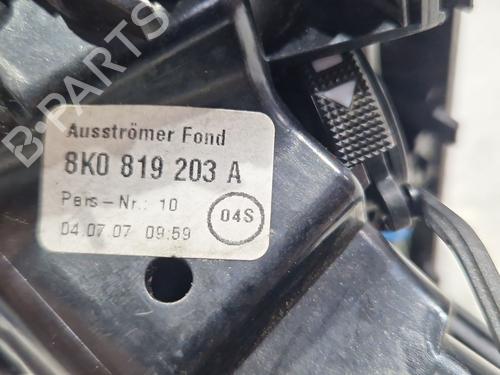 B-PARTS
Ausströmer Fond
8K0 819 203 A
Pers-Nr.: 10
04S
04.07.07 09:59